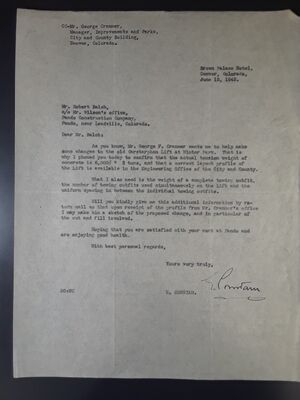 CC-Mr. George Cranmer,
Manager, Improvements and Parks,
City and County Building,
Denver, Colorado.
Brown Palace Hotel,
Denver, Colorado,
June 12, 1942.
Mr. Robert Balch,
c/o Mr. Wilson's office,
Pando Construction Company,
Pando, near Leadville, Colorado.
Dear Mr. Balch:
As you know, Mr. George F. Cranmer wants me to help make
some changes to the old Constam Lift at Winter Park. That is
why I phoned you today to confirm that the actual tension weight of
concrete is 6,000# - 3 tons, and that a correct layout profile of
the Lift is available in the Engineering Office of the City and County.
What I also need is the weight of a complete towing outfit,
the number of towing outfits used simultaneously on the Lift and the
uniform spacing in between the individual towing outfits.
Will you kindly give me this additional information by re-
turn mail so that upon receipt of the profile from Mr. Cranmer's office
I may make him a sketch of the proposed change, and in particular of
the cut and fill involved.
Hoping that you are satisfied with your work at Pando and
are enjoying good health.
With best personal regards,
Yours very truly,
E. Constam
E. CONSTAM.